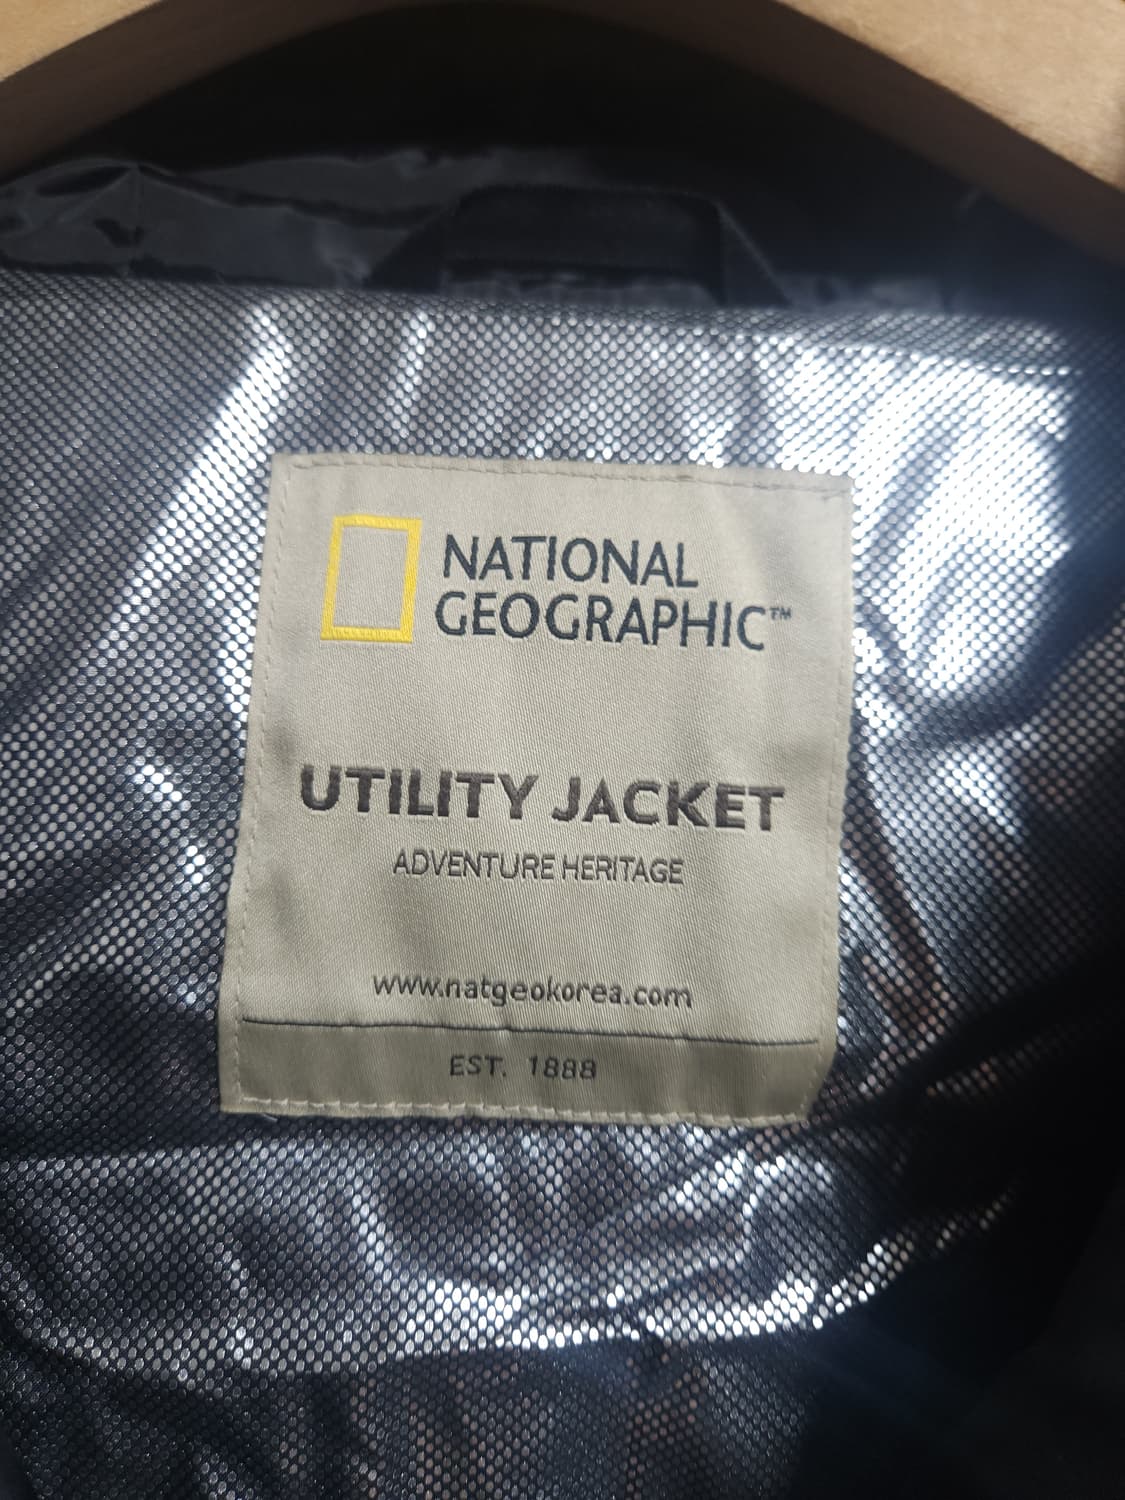 NATIONAL
GEOGRAPHIC™
UTILITY JACKET
ADVENTURE HERITAGE
www.natgeokorea.com
EST. 1888